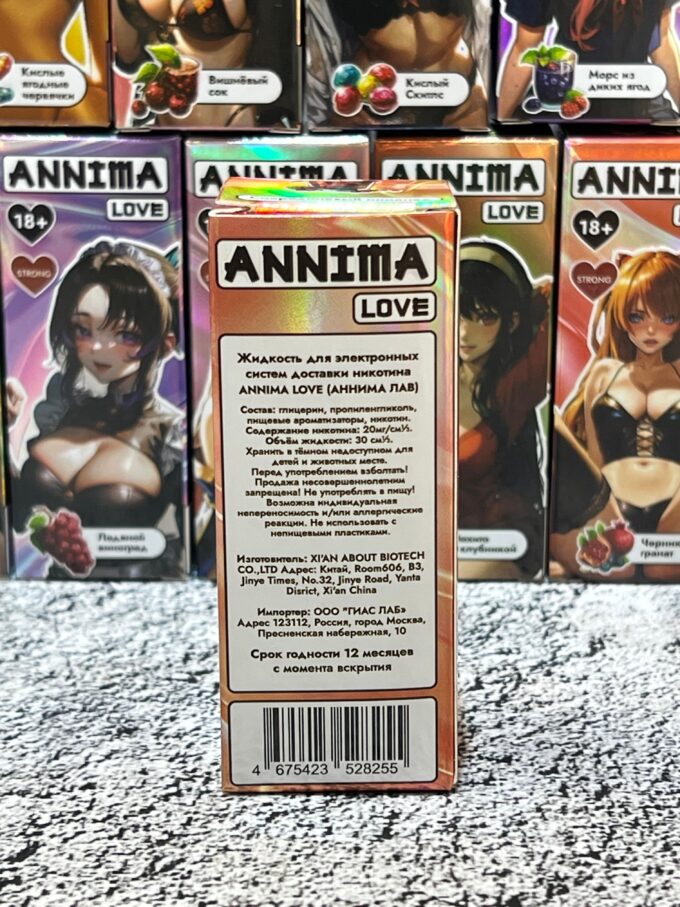 Кислые
ягодные
червячки
Вишнёвый
сок
Кислый
Скиттс
Морс из
диких ягод
ANNIMA
LOVE
18+
STRONG
Ледяной
виноград
ANNIMA
LOVE
18+
STRONG
гранат
клубникой
ANNIMA
LOVE
Жидкость для электронных
систем доставки никотина
ANNIMA LOVE (АННИМА ЛАВ)
Состав: глицерин, пропиленгликоль,
пищевые ароматизаторы, никотин.
Содержание никотина: 20мг/см⅓.
Объём жидкости: 30 см⅓.
Хранить в тёмном недоступном для
детей и животных месте.
Перед употреблением взболтать!
Продажа несовершеннолетним
запрещена! Не употреблять в пищу!
Возможна индивидуальная
непереносимость и/или аллергические
реакции. Не использовать с
непищевыми пластиками.
Изготовитель: XI'AN ABOUT BIOTECH
CO.,LTD Адрес: Китай, Room606, B3,
Jinye Times, No.32, Jinye Road, Yanta
Disrict, Xi'an China
Импортер: ООО "ГИАС ЛАБ"
Адрес 123112, Россия, город Москва,
Пресненская набережная, 10
Срок годности 12 месяцев
с момента вскрытия
4 675423 528255